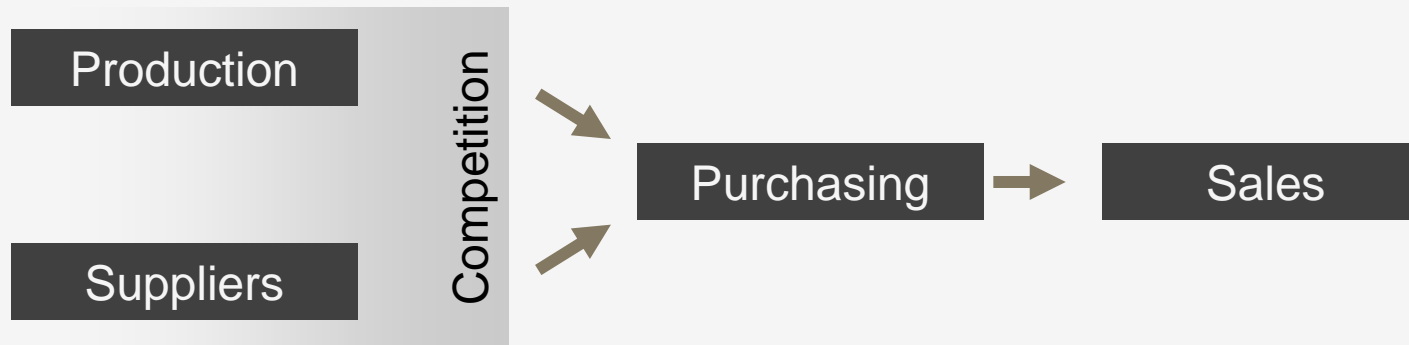 Production
Suppliers
Competition
Purchasing
Sales